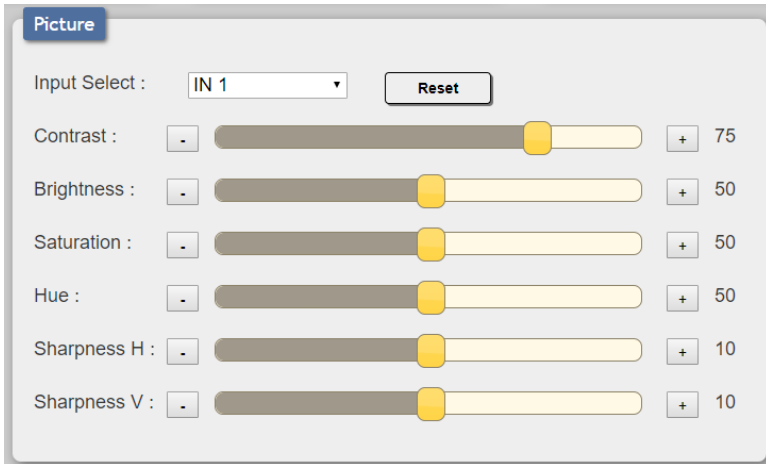 Picture
Input Select : IN 1 Reset
Contrast : - + 75
Brightness : - + 50
Saturation : - + 50
Hue : - + 50
Sharpness H : - + 10
Sharpness V : - + 10